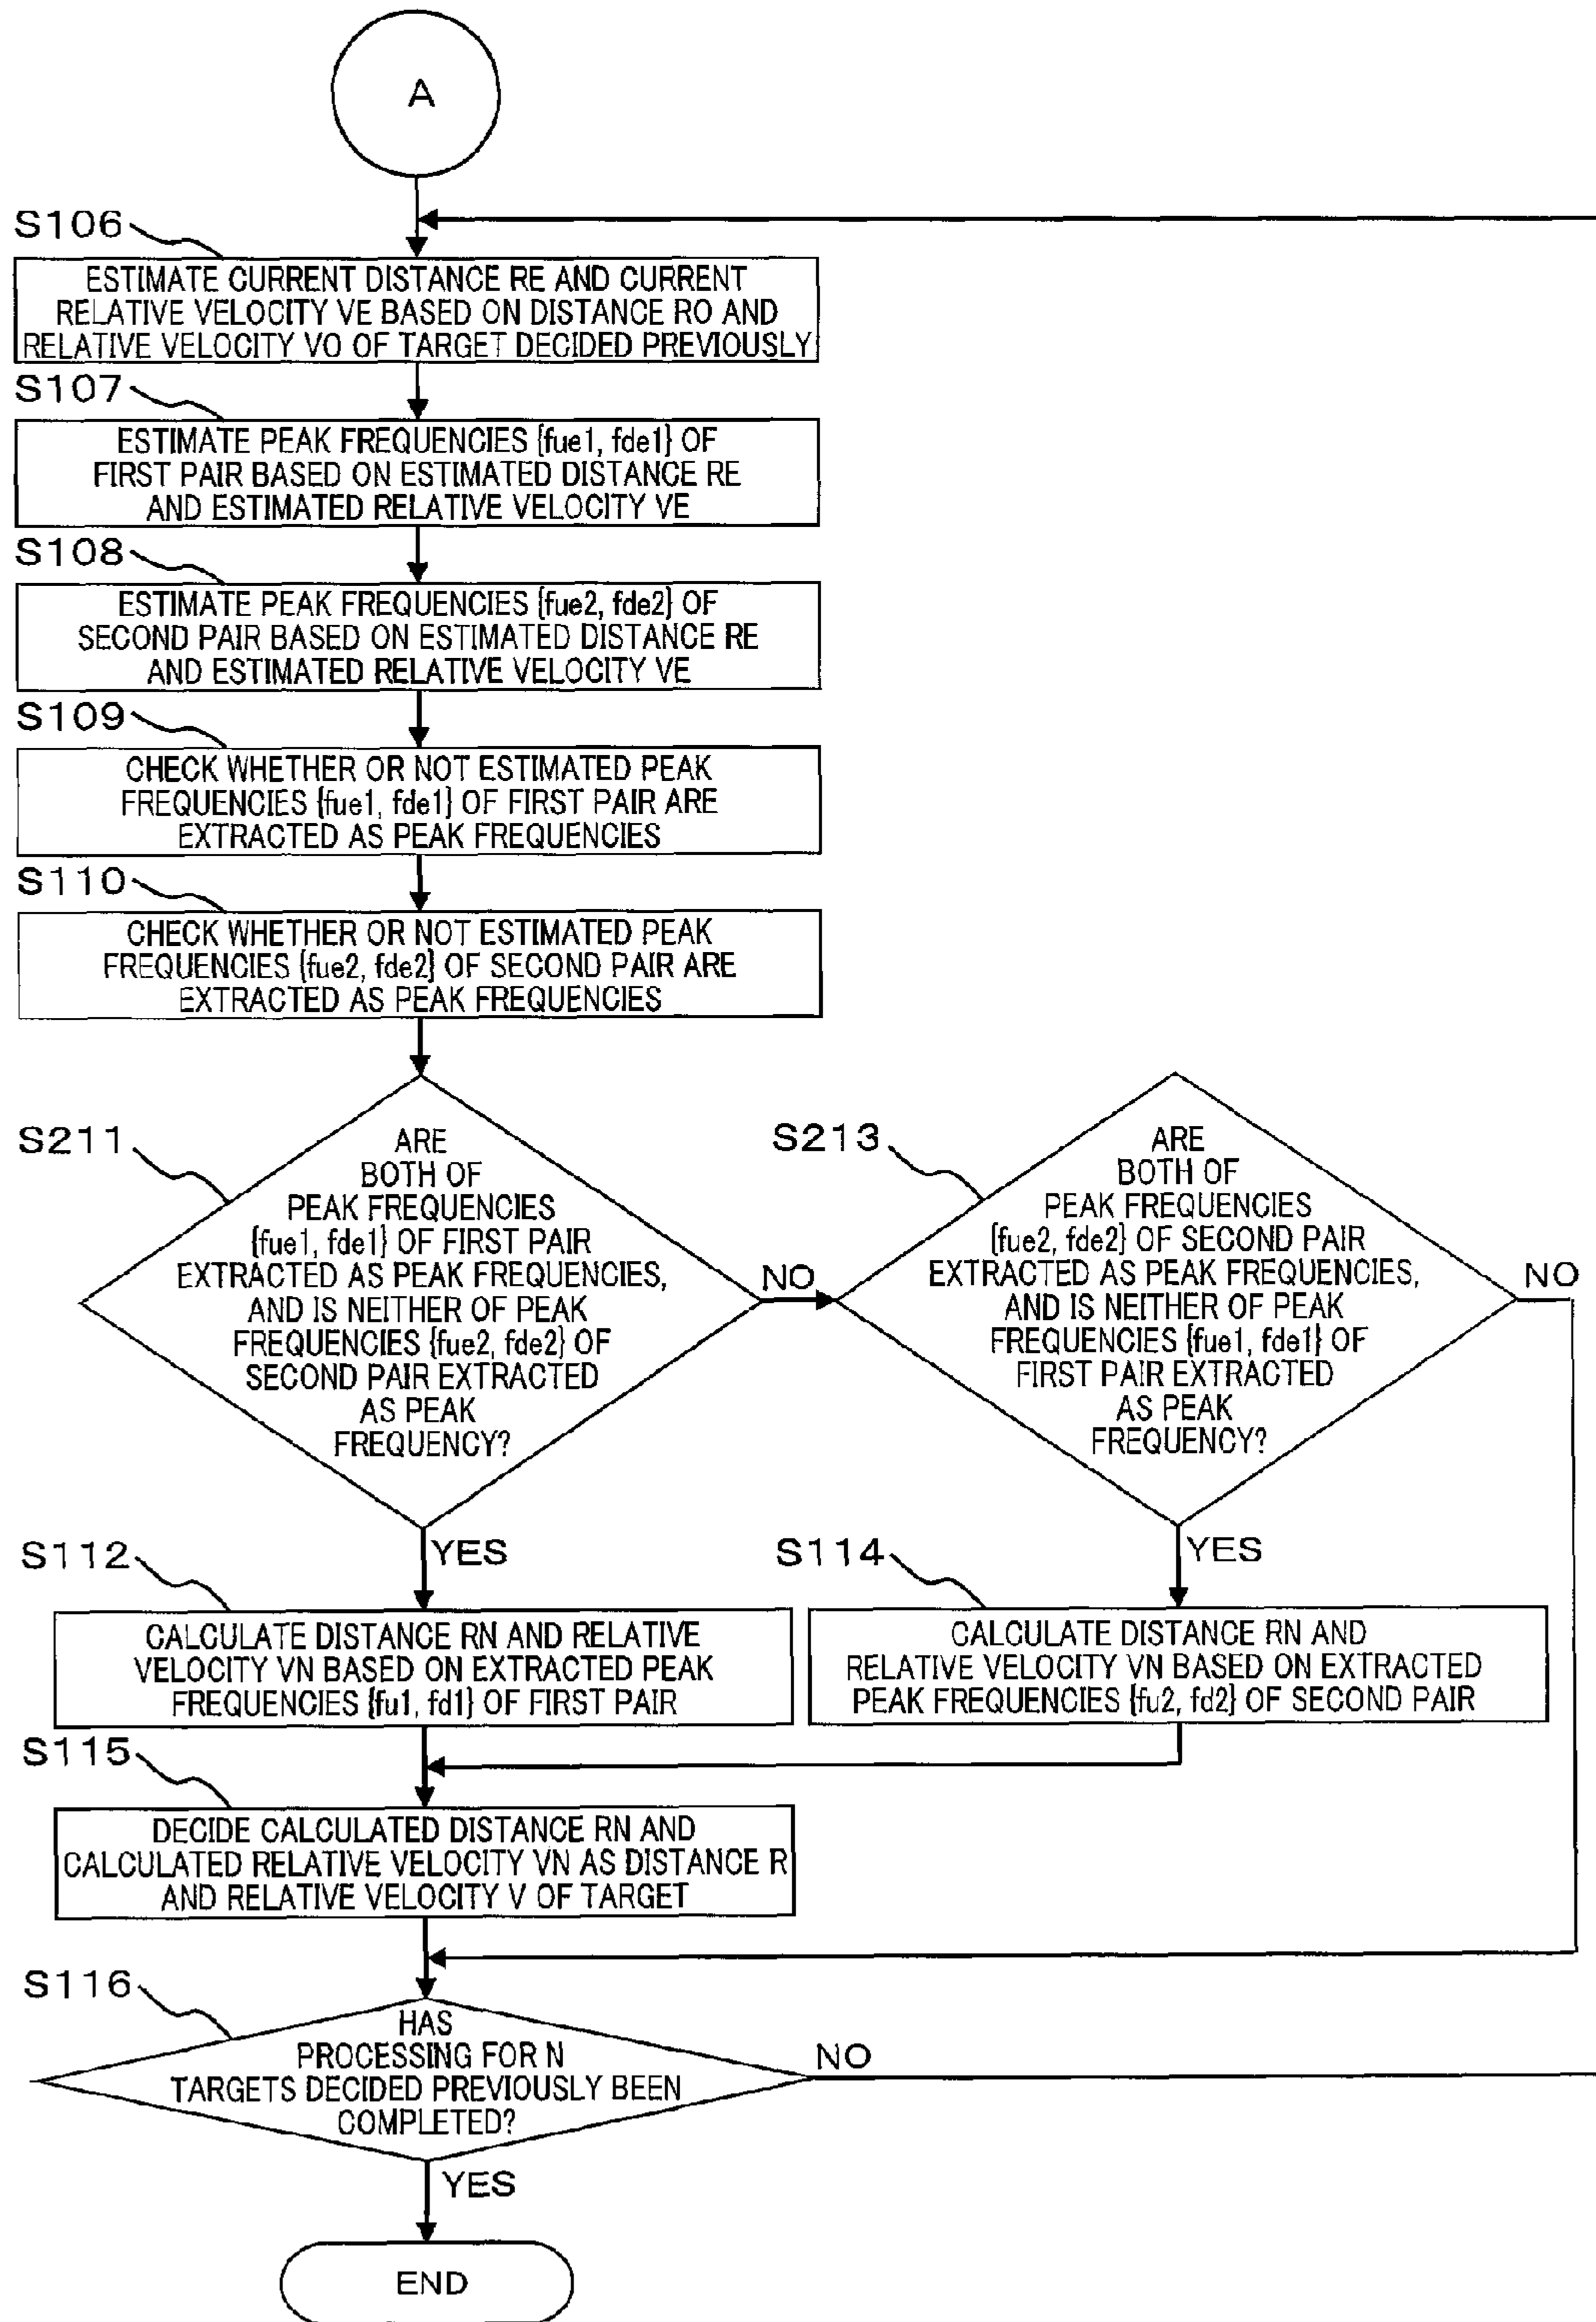 A
S106
ESTIMATE CURRENT DISTANCE RE AND CURRENT
RELATIVE VELOCITY VE BASED ON DISTANCE RO AND
RELATIVE VELOCITY VO OF TARGET DECIDED PREVIOUSLY
S107
ESTIMATE PEAK FREQUENCIES {fue1, fde1} OF
FIRST PAIR BASED ON ESTIMATED DISTANCE RE
AND ESTIMATED RELATIVE VELOCITY VE
S108
ESTIMATE PEAK FREQUENCIES {fue2, fde2} OF
SECOND PAIR BASED ON ESTIMATED DISTANCE RE
AND ESTIMATED RELATIVE VELOCITY VE
S109
CHECK WHETHER OR NOT ESTIMATED PEAK
FREQUENCIES {fue1, fde1} OF FIRST PAIR ARE
EXTRACTED AS PEAK FREQUENCIES
S110
CHECK WHETHER OR NOT ESTIMATED PEAK
FREQUENCIES {fue2, fde2} OF SECOND PAIR ARE
EXTRACTED AS PEAK FREQUENCIES
S211
ARE
BOTH OF
PEAK FREQUENCIES
{fue1, fde1} OF FIRST PAIR
EXTRACTED AS PEAK FREQUENCIES,
AND IS NEITHER OF PEAK
FREQUENCIES {fue2, fde2} OF
SECOND PAIR EXTRACTED
AS PEAK
FREQUENCY?
NO
YES
S213
ARE
BOTH OF
PEAK FREQUENCIES
{fue2, fde2} OF SECOND PAIR
EXTRACTED AS PEAK FREQUENCIES,
AND IS NEITHER OF PEAK
FREQUENCIES {fue1, fde1} OF
FIRST PAIR EXTRACTED
AS PEAK
FREQUENCY?
NO
YES
S112
CALCULATE DISTANCE RN AND RELATIVE
VELOCITY VN BASED ON EXTRACTED PEAK
FREQUENCIES {fu1, fd1} OF FIRST PAIR
S114
CALCULATE DISTANCE RN AND
RELATIVE VELOCITY VN BASED ON EXTRACTED
PEAK FREQUENCIES {fu2, fd2} OF SECOND PAIR
S115
DECIDE CALCULATED DISTANCE RN AND
CALCULATED RELATIVE VELOCITY VN AS DISTANCE R
AND RELATIVE VELOCITY V OF TARGET
S116
HAS
PROCESSING FOR N
TARGETS DECIDED PREVIOUSLY BEEN
COMPLETED?
NO
YES
END